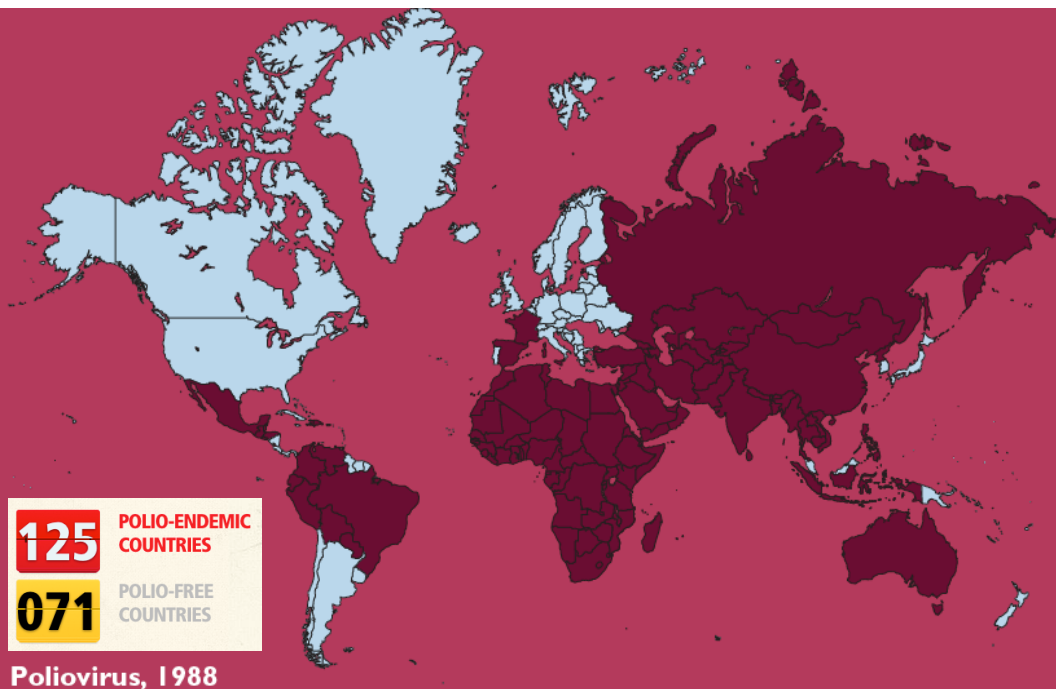 125
POLIO-ENDEMIC
COUNTRIES
071
POLIO-FREE
COUNTRIES
Poliovirus, 1988